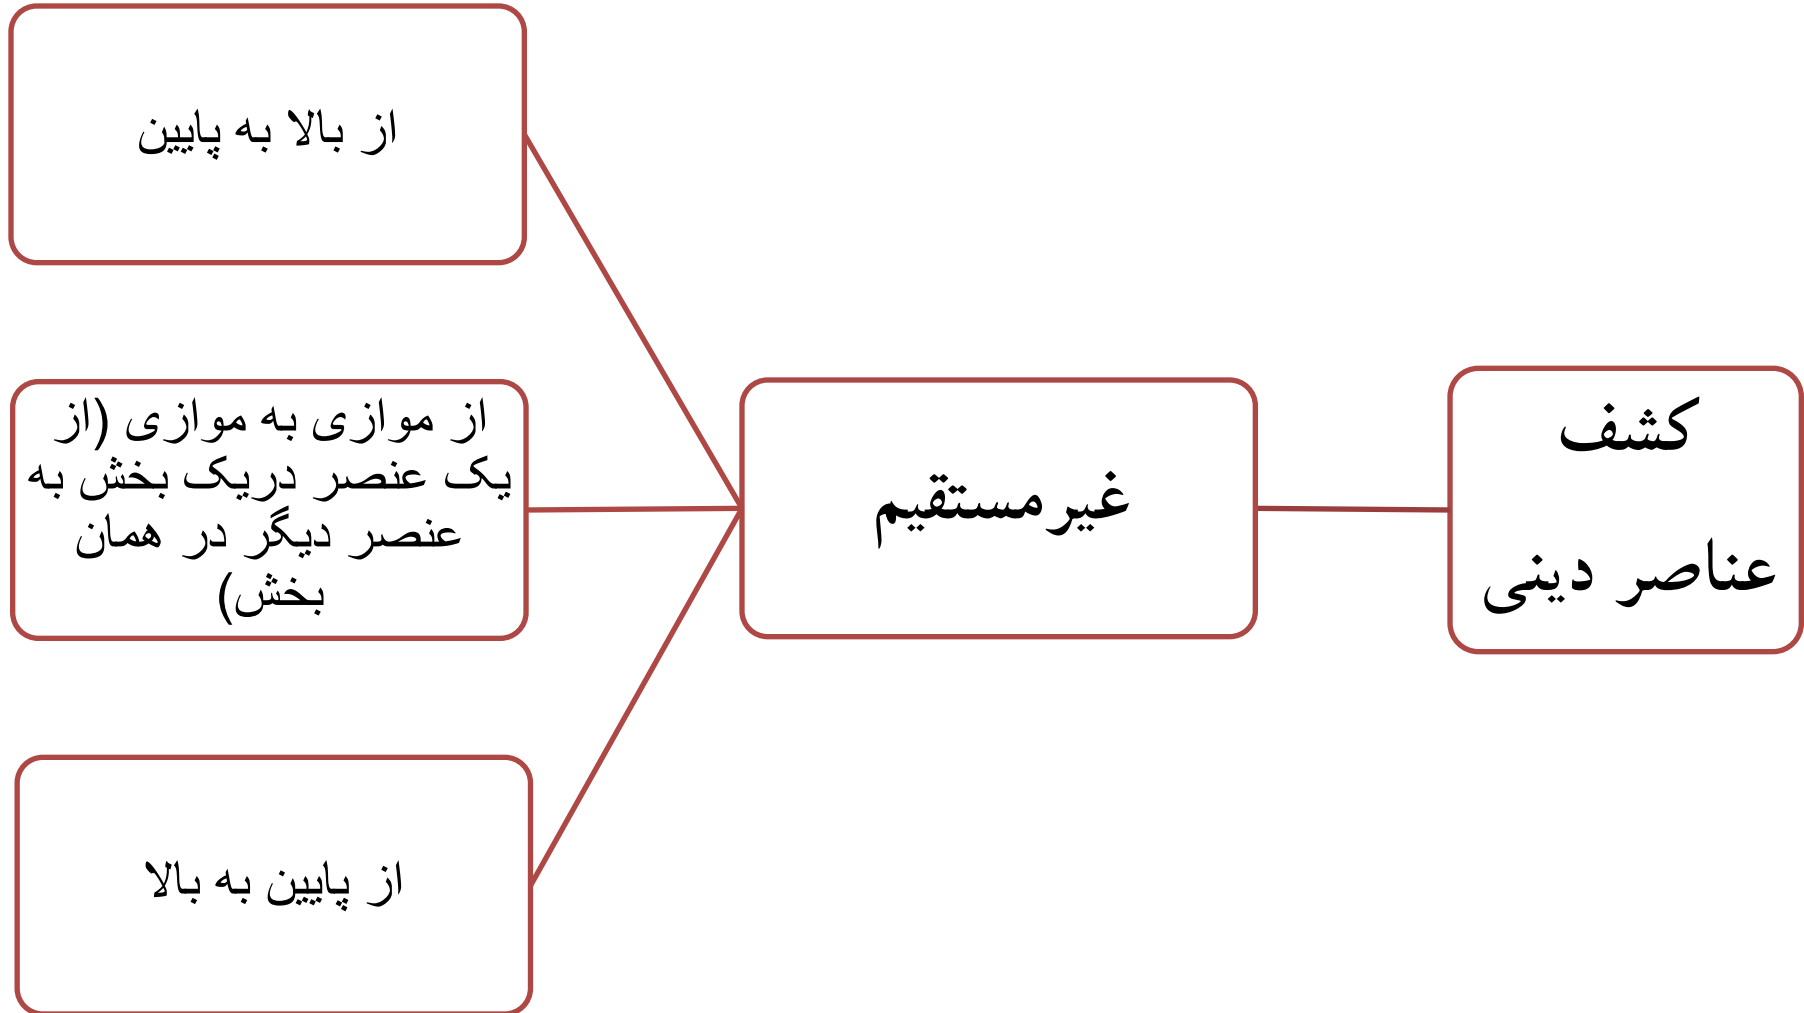 کشف
عناصر دینی
غیرمستقیم
از بالا به پایین
از موازی به موازی (از
یک عنصر دریک بخش به
عنصر دیگر در همان
بخش)
از پایین به بالا